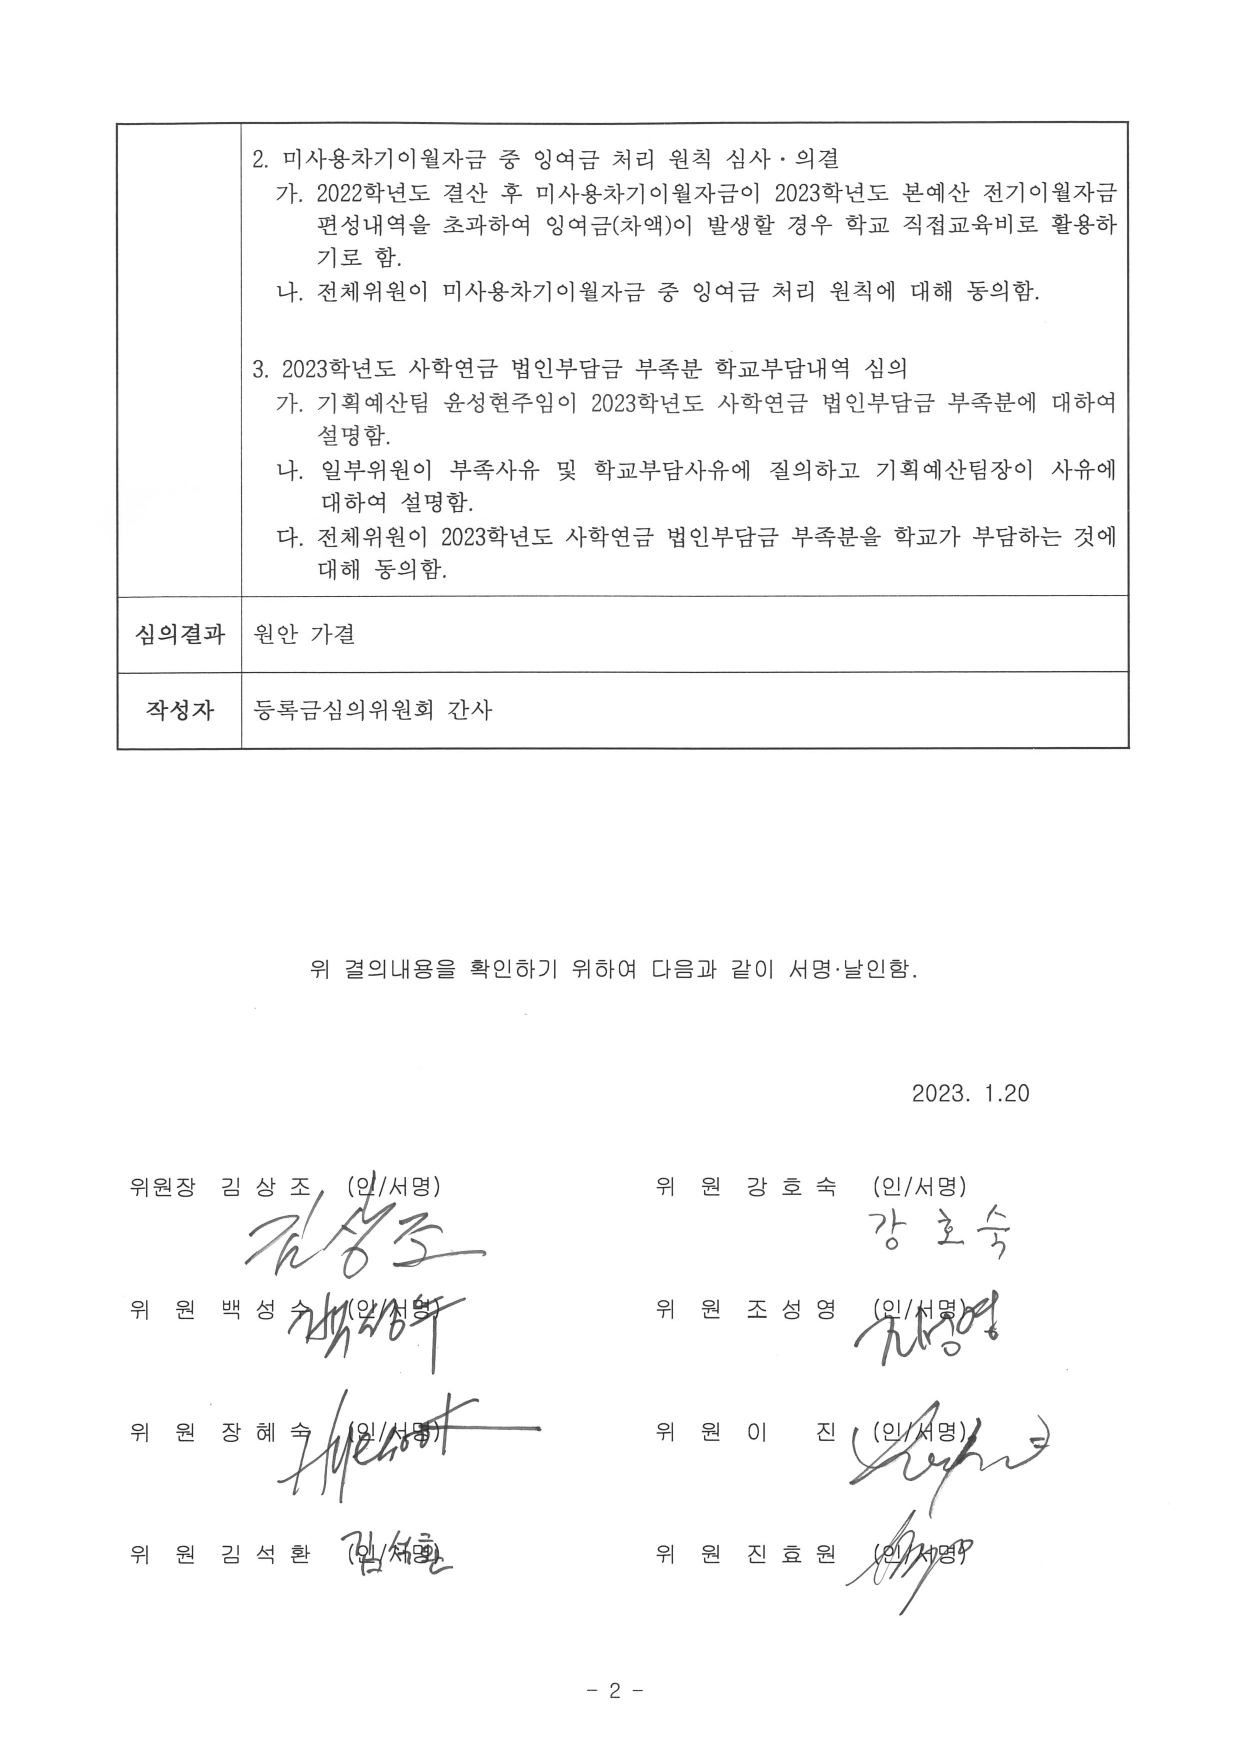 2. 미사용차기이월자금 중 잉여금 처리 원칙 심사·의결
가. 2022학년도 결산 후 미사용차기이월자금이 2023학년도 본예산 전기이월자금
편성내역을 초과하여 잉여금(차액)이 발생할 경우 학교 직접교육비로 활용하
기로 함.
나. 전체위원이 미사용차기이월자금 중 잉여금 처리 원칙에 대해 동의함.
3. 2023학년도 사학연금 법인부담금 부족분 학교부담내역 심의
가. 기획예산팀 윤성현주임이 2023학년도 사학연금 법인부담금 부족분에 대하여
설명함.
나. 일부위원이 부족사유 및 학교부담사유에 질의하고 기획예산팀장이 사유에
대하여 설명함.
다. 전체위원이 2023학년도 사학연금 법인부담금 부족분을 학교가 부담하는 것에
대해 동의함.
심의결과 원안 가결
작성자 등록금심의위원회 간사
위 결의내용을 확인하기 위하여 다음과 같이 서명·날인함.
2023. 1.20
위원장 김 상 조 (인/서명) 위 원 강 호 숙 (인/서명)
김상조 강 호 숙
위 원 백 성 수 (인/서명) 위 원 조 성 영 (인/서명)
백성수 조성영
위 원 장 혜 숙 (인/서명) 위 원 이 진 (인/서명)
위 원 김 석 환 (인/서명) 위 원 진 효 원 (인/서명)
김석환
- 2 -